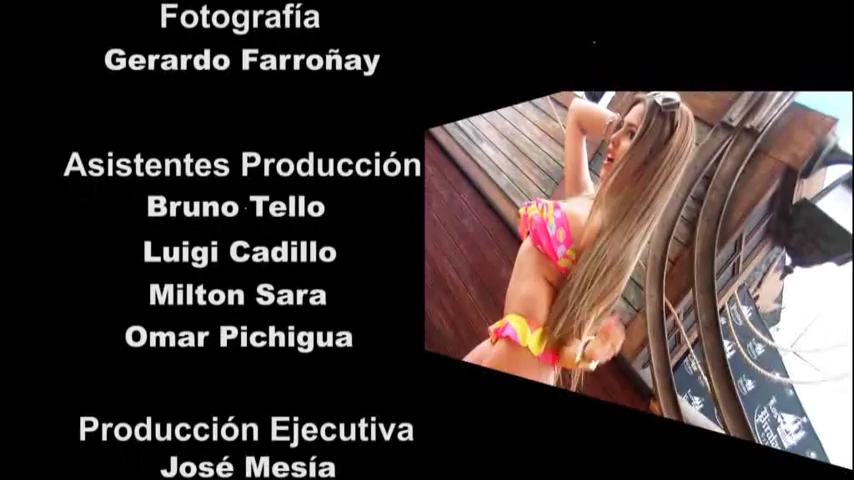 Fotografía
Gerardo Farroñay
Asistentes Producción
Bruno Tello
Luigi Cadillo
Milton Sara
Omar Pichigua
Producción Ejecutiva
José Mesía